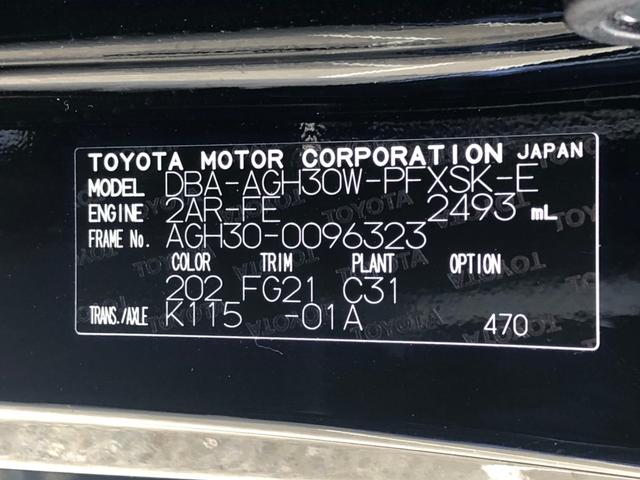 TOYOTA MOTOR CORPORATION JAPAN
MODEL DBA-AGH30W-PFXSK-E
ENGINE 2AR-FE 2493 mL
FRAME No. AGH30-0096323
COLOR TRIM PLANT OPTION
202 FG21 C31
TRANS./AXLE K115 -01A 470